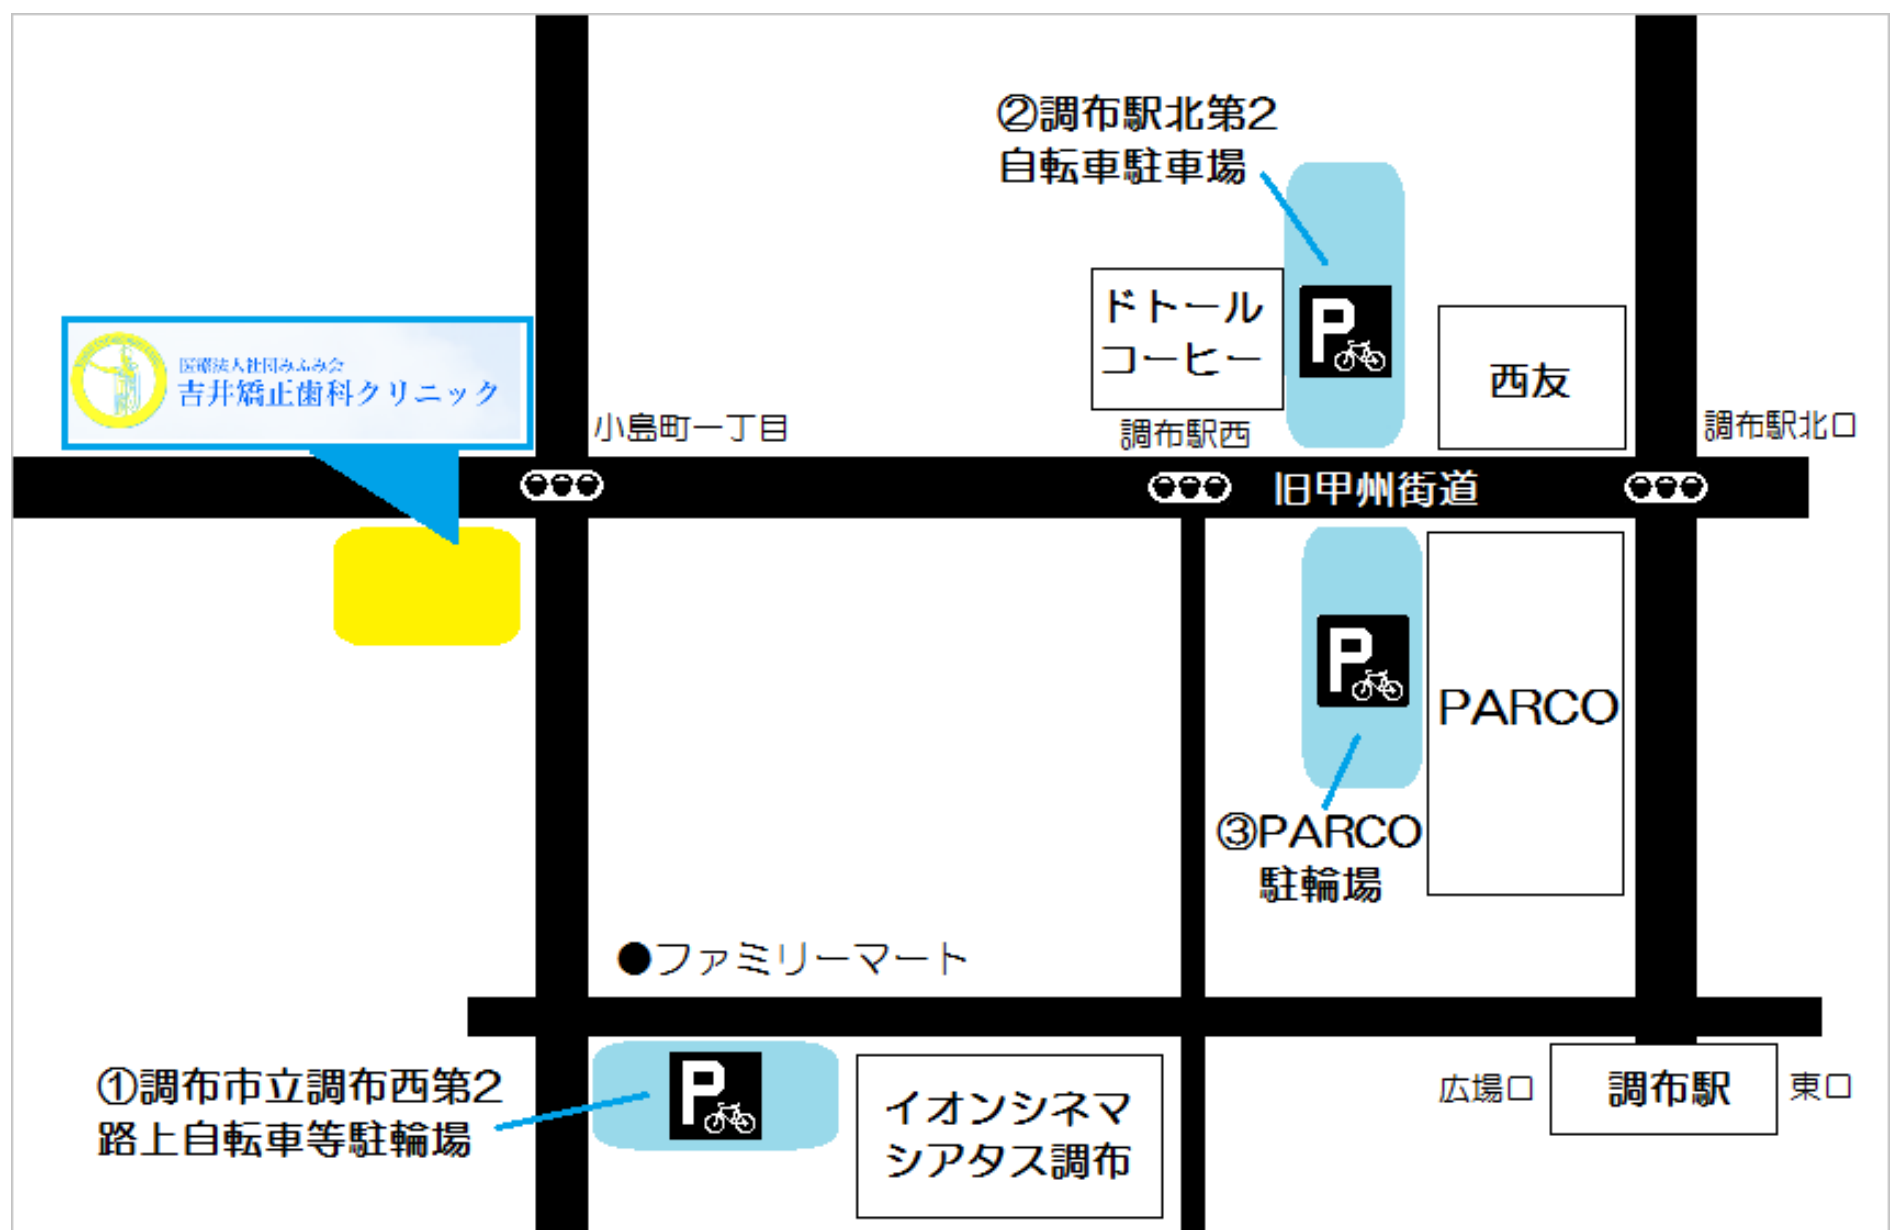 ②調布駅北第2
自転車駐車場
ドトール
コーヒー
P
西友
医療法人社団みふみ会
吉井矯正歯科クリニック
小島町一丁目
調布駅西
調布駅北口
旧甲州街道
P
PARCO
③PARCO
駐輪場
●ファミリーマート
①調布市立調布西第2
路上自転車等駐輪場
P
イオンシネマ
シアタス調布
広場口
調布駅
東口